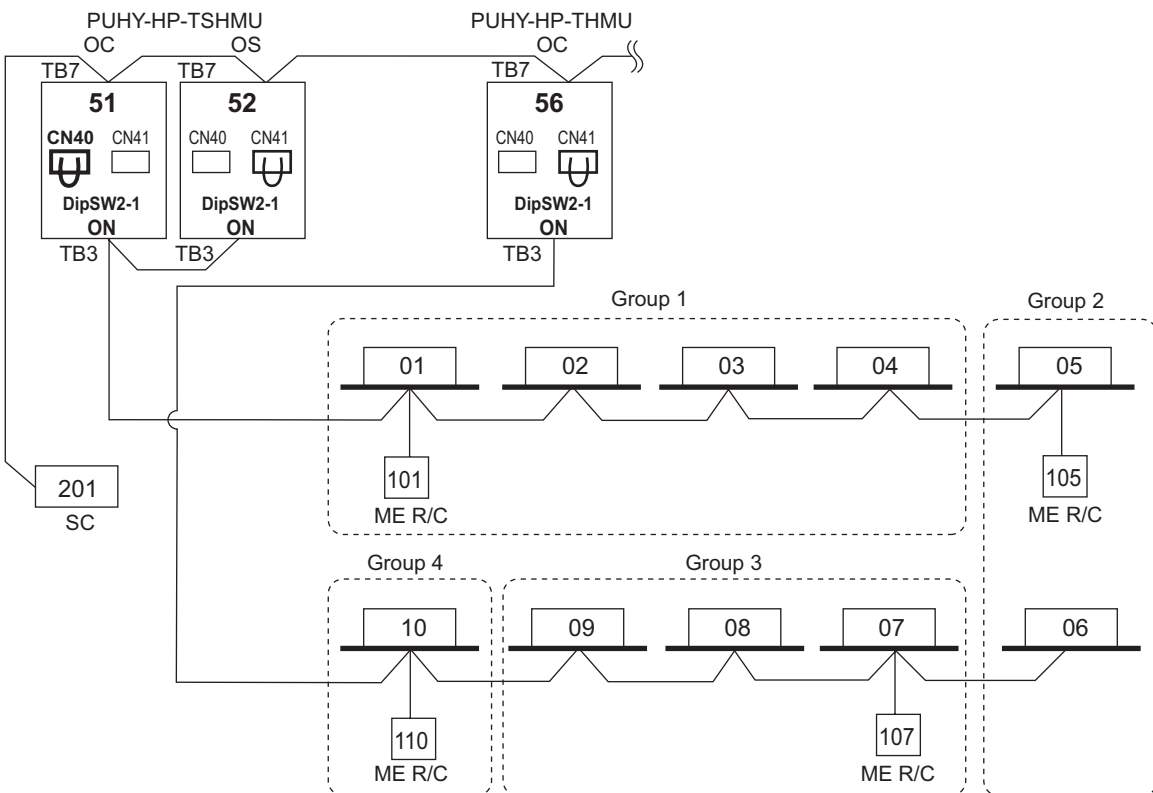 PUHY-HP-TSHMU
PUHY-HP-THMU
OC
OS
OC
TB7
TB7
TB7
51
52
56
CN40
CN41
CN40
CN41
CN40
CN41
DipSW2-1
ON
DipSW2-1
ON
DipSW2-1
ON
TB3
TB3
TB3
Group 1
Group 2
01
02
03
04
05
201
SC
101
ME R/C
105
ME R/C
Group 4
Group 3
10
09
08
07
06
110
ME R/C
107
ME R/C